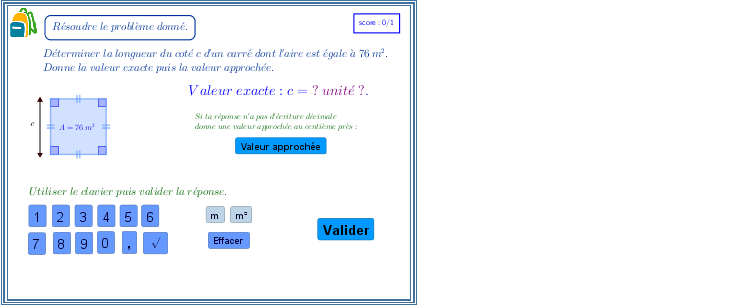 Résoudre le problème donné.
score : 0/1
Déterminer la longueur du coté c d'un carré dont l'aire est égale à 76 m².
Donne la valeur exacte puis la valeur approchée.
Valeur exacte : c = ? unité ?.
c
A = 76 m²
Si ta réponse n'a pas d'écriture décimale
donne une valeur approchée au centième près :
Valeur approchée
Utiliser le clavier puis valider la réponse.
1 2 3 4 5 6 m m²
7 8 9 0 , √ Effacer
Valider